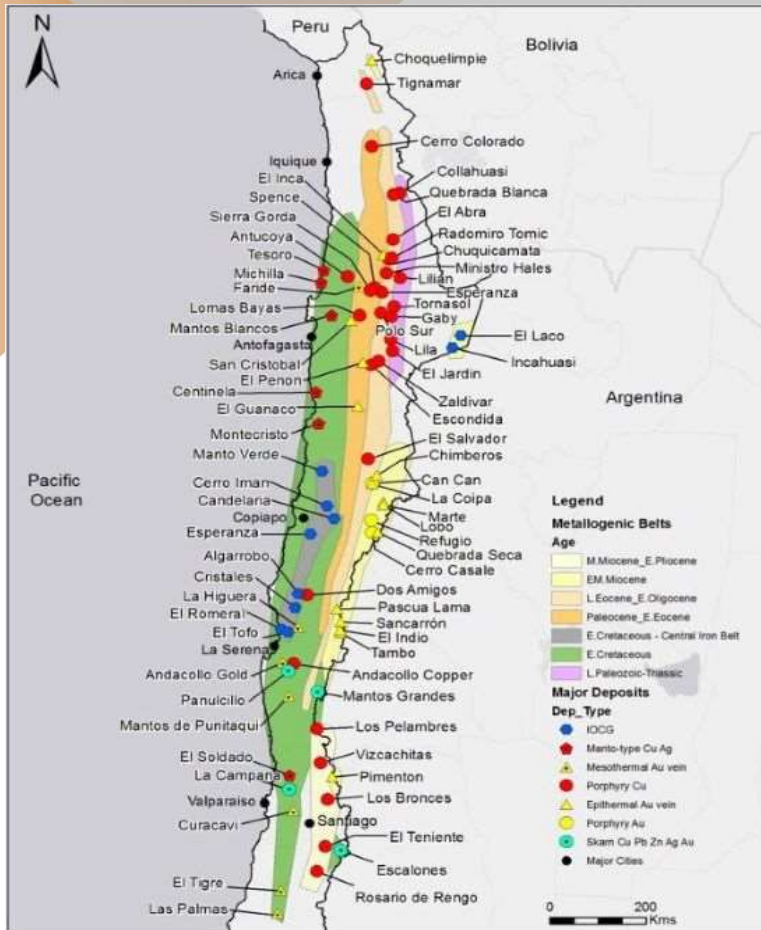 N
Peru
Bolivia
Choquelimpie
Arica
Tignamar
Cerro Colorado
Iquique
El Inca
Collahuasi
Spence
Quebrada Blanca
Sierra Gorda
El Abra
Antucoya
Radomiro Tomic
Tesoro
Chuquicamata
Michilla
Ministro Hales
Faride
Lilian
Esperanza
Lomas Bayas
Tornasol
Mantos Blancos
Gaby
Polo Sur
El Laco
Antofagasta
Lila
Incahuasi
San Cristobal
El Jardin
El Penon
Centinela
Zaldivar
Argentina
El Guanaco
Escondida
Montecristo
El Salvador
Manto Verde
Chimberos
Pacific
Ocean
Cerro Iman
Can Can
Candelaria
La Coipa
Copiapo
Marte
Lobo
Esperanza
Refugio
Quebrada Seca
Algarrobo
Cerro Casale
Cristales
Dos Amigos
La Higuera
Pascua Lama
El Romeral
Sancarrón
El Tofo
El Indio
La Serena
Tambo
Andacollo Gold
Andacollo Copper
Panulcillo
Mantos Grandes
Mantos de Punitaqui
Los Pelambres
El Soldado
Vizcachitas
La Campana
Pimenton
Valparaiso
Los Bronces
Curacavi
Santiago
El Teniente
Escalones
El Tigre
Rosario de Rengo
Las Palmas
Legend
Metallogenic Belts
Age
M.Miocene_E.Pliocene
EM.Miocene
L.Eocene_E.Oligocene
Paleocene_E.Eocene
E.Cretaceous - Central Iron Belt
E.Cretaceous
L.Paleozoic-Triassic
Major Deposits
Dep_Type
IOCG
Manto-type Cu Ag
Mesothermal Au vein
Porphyry Cu
Epithermal Au vein
Porphyry Au
Skarn Cu Pb Zn Ag Au
Major Cities
0 200
Kms